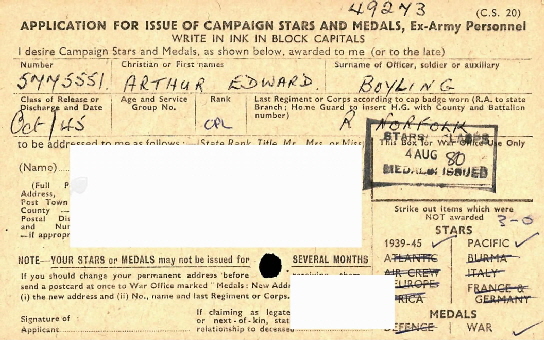 49273
(C.S. 20)
APPLICATION FOR ISSUE OF CAMPAIGN STARS AND MEDALS, Ex-Army Personnel
WRITE IN INK IN BLOCK CAPITALS
I desire Campaign Stars and Medals, as shown below, awarded to me (or to the late)
Number Christian or First names Surname of Officer, soldier or auxiliary
5775551. ARTHUR EDWARD. BOYLING
Class of Release or Age and Service Rank Last Regiment or Corps according to cap badge worn (R.A. to state
Discharge and Date Group No. Branch; Home Guard to insert H.G. with County and Battalion
number)
Oct/45 CPL R NORFOLK
to be addressed to me as follows: (State Rank, Title, Mr., Mrs. or Miss This Box for War Office Use Only
STARS
4 AUG 80
MEDALS ISSUED
(Name)
(Full
Address,
Post Town
County —
Postal
and
—if approp
Strike out items which were
NOT awarded 3-0
STARS
1939-45 PACIFIC
ATLANTIC BURMA
AIR CREW ITALY
EUROPE FRANCE &
RICA GERMANY
MEDALS
DEFENCE WAR
NOTE—YOUR STARS or MEDALS may not be issued for SEVERAL MONTHS
If you should change your permanent address before receiving them
send a postcard at once to War Office marked "Medals: New Addre
(i) the new address and (ii) No., name and last Regiment or Corps.
Signature of If claiming as legate
Applicant or next-of-kin, stat
relationship to deceased